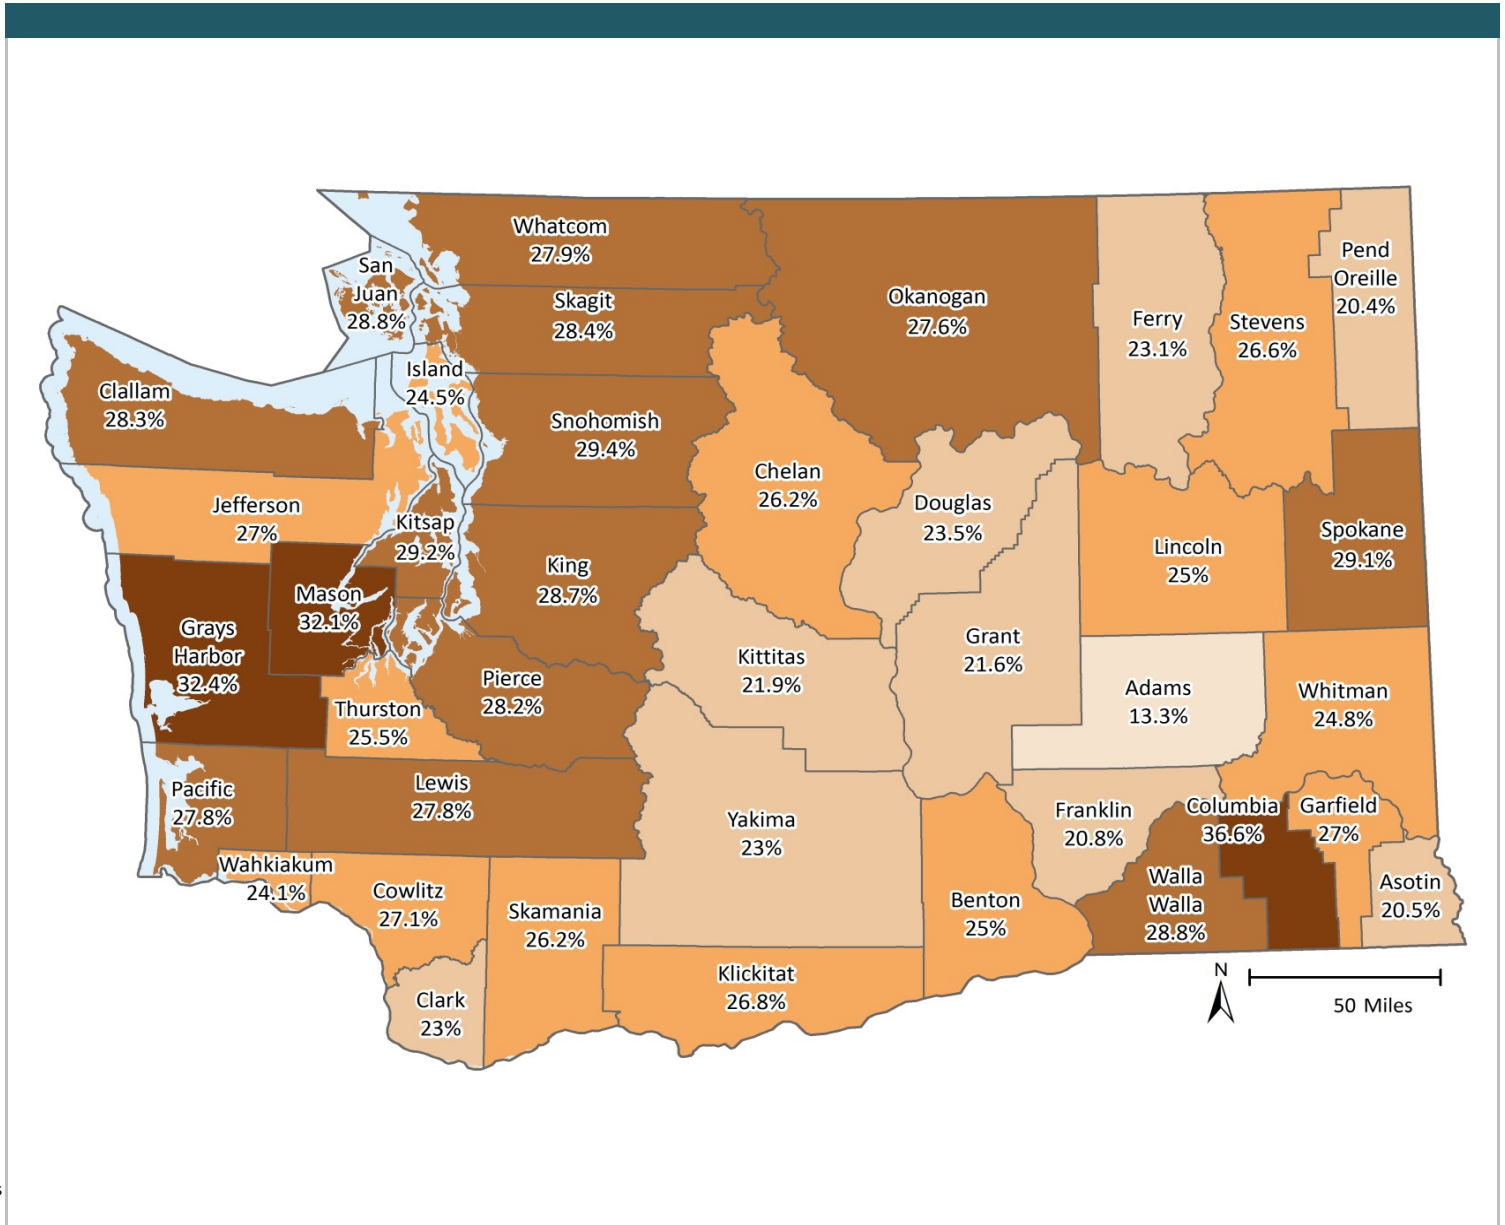 Whatcom
27.9%
San
Juan
28.8%
Skagit
28.4%
Okanogan
27.6%
Ferry
23.1%
Stevens
26.6%
Pend
Oreille
20.4%
Clallam
28.3%
Island
24.5%
Snohomish
29.4%
Chelan
26.2%
Douglas
23.5%
Jefferson
27%
Kitsap
29.2%
King
28.7%
Lincoln
25%
Spokane
29.1%
Mason
32.1%
Grays
Harbor
32.4%
Kittitas
21.9%
Grant
21.6%
Adams
13.3%
Whitman
24.8%
Thurston
25.5%
Pierce
28.2%
Pacific
27.8%
Lewis
27.8%
Yakima
23%
Franklin
20.8%
Columbia
36.6%
Garfield
27%
Wahkiakum
24.1%
Cowlitz
27.1%
Skamania
26.2%
Benton
25%
Walla
Walla
28.8%
Asotin
20.5%
Clark
23%
Klickitat
26.8%
N
50 Miles